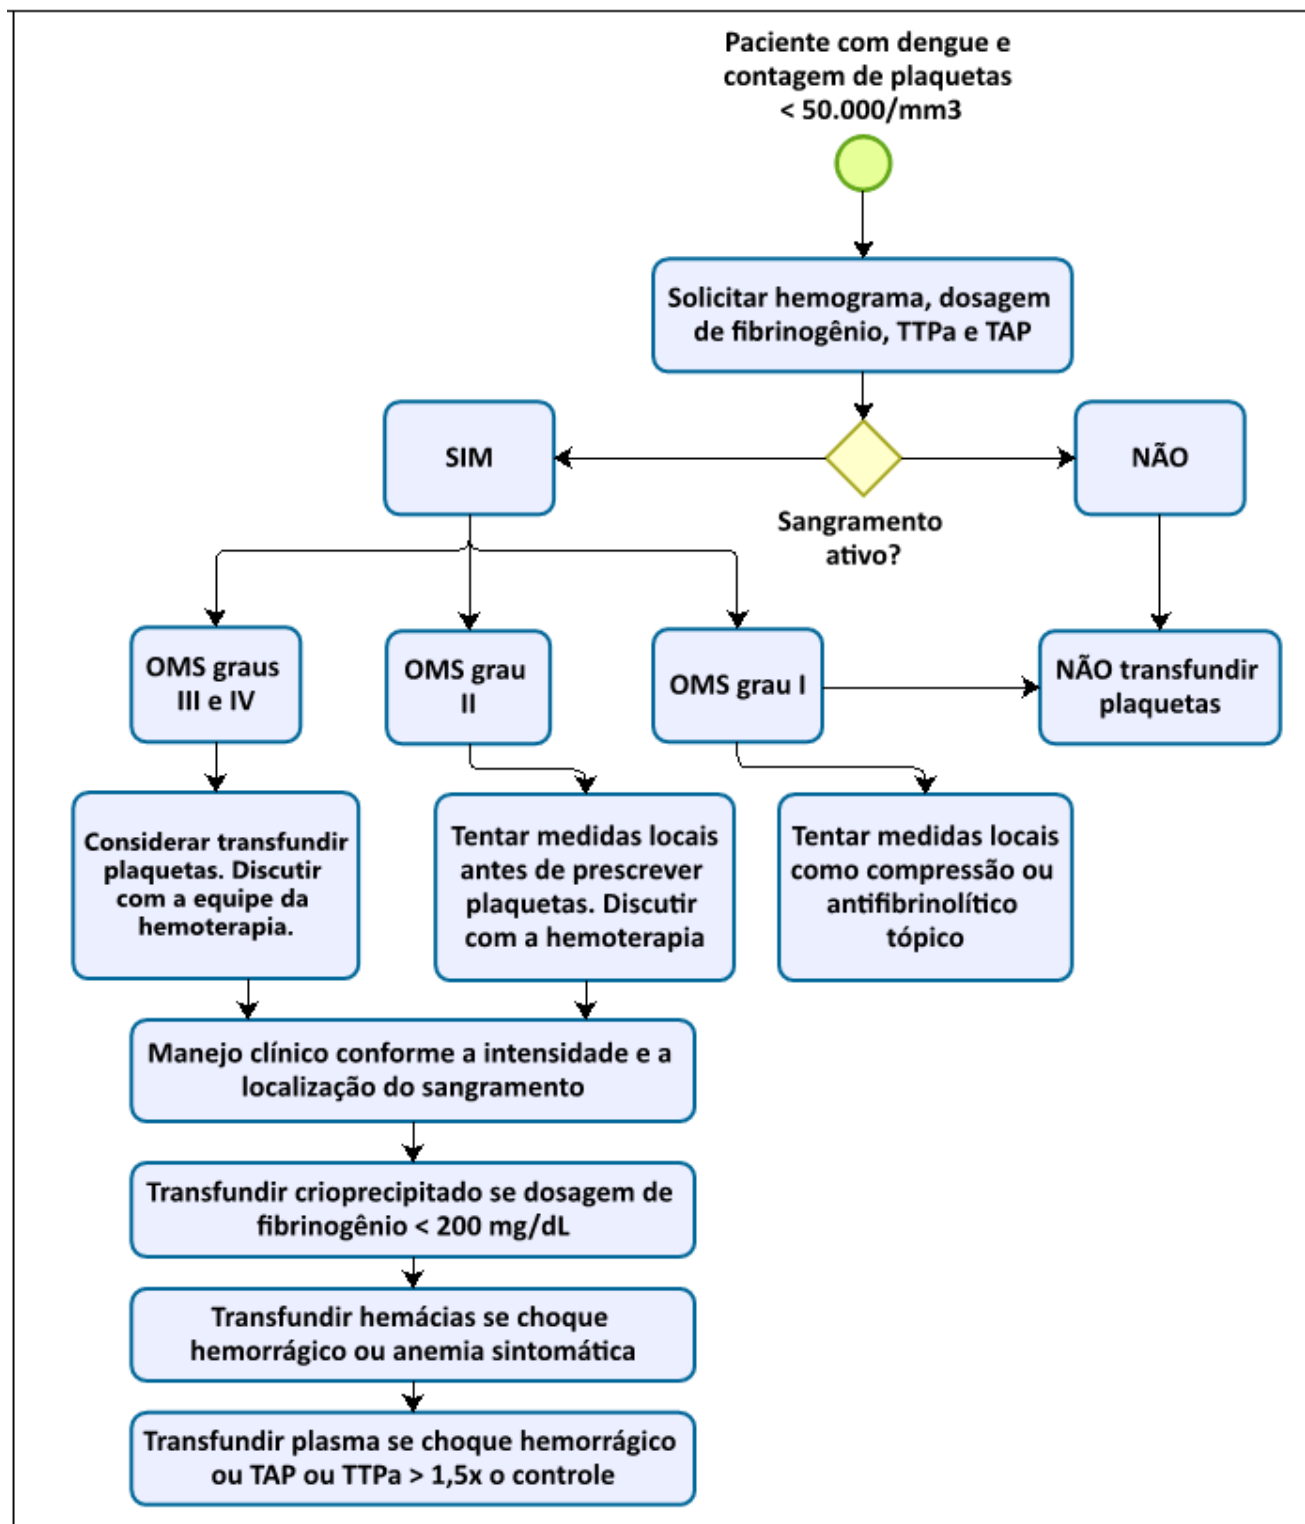 Paciente com dengue e
contagem de plaquetas
< 50.000/mm3
Solicitar hemograma, dosagem
de fibrinogênio, TTPa e TAP
SIM
NÃO
Sangramento
ativo?
OMS graus
III e IV
OMS grau
II
OMS grau I
NÃO transfundir
plaquetas
Considerar transfundir
plaquetas. Discutir
com a equipe da
hemoterapia.
Tentar medidas locais
antes de prescrever
plaquetas. Discutir
com a hemoterapia
Tentar medidas locais
como compressão ou
antifibrinolítico
tópico
Manejo clínico conforme a intensidade e a
localização do sangramento
Transfundir crioprecipitado se dosagem de
fibrinogênio < 200 mg/dL
Transfundir hemácias se choque
hemorrágico ou anemia sintomática
Transfundir plasma se choque hemorrágico
ou TAP ou TTPa > 1,5x o controle